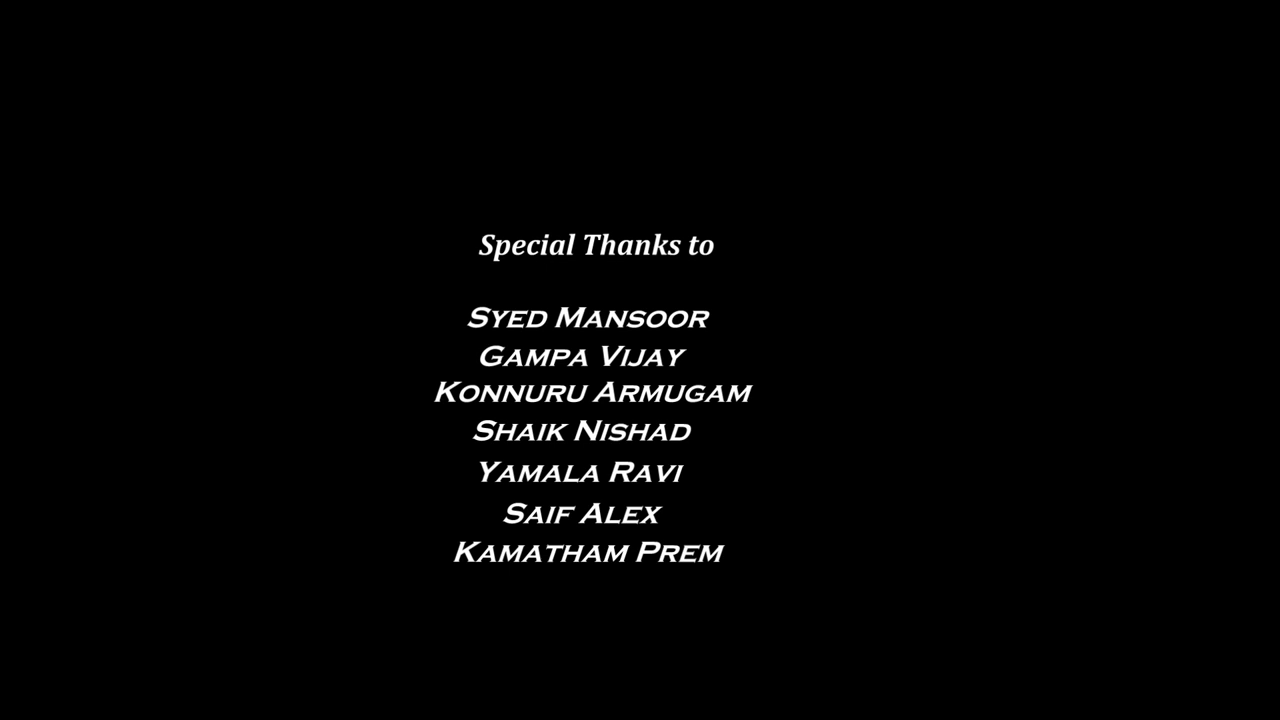 Special Thanks to
SYED MANSOOR
GAMPA VIJAY
KONNURU ARMUGAM
SHAIK NISHAD
YAMALA RAVI
SAIF ALEX
KAMATHAM PREM